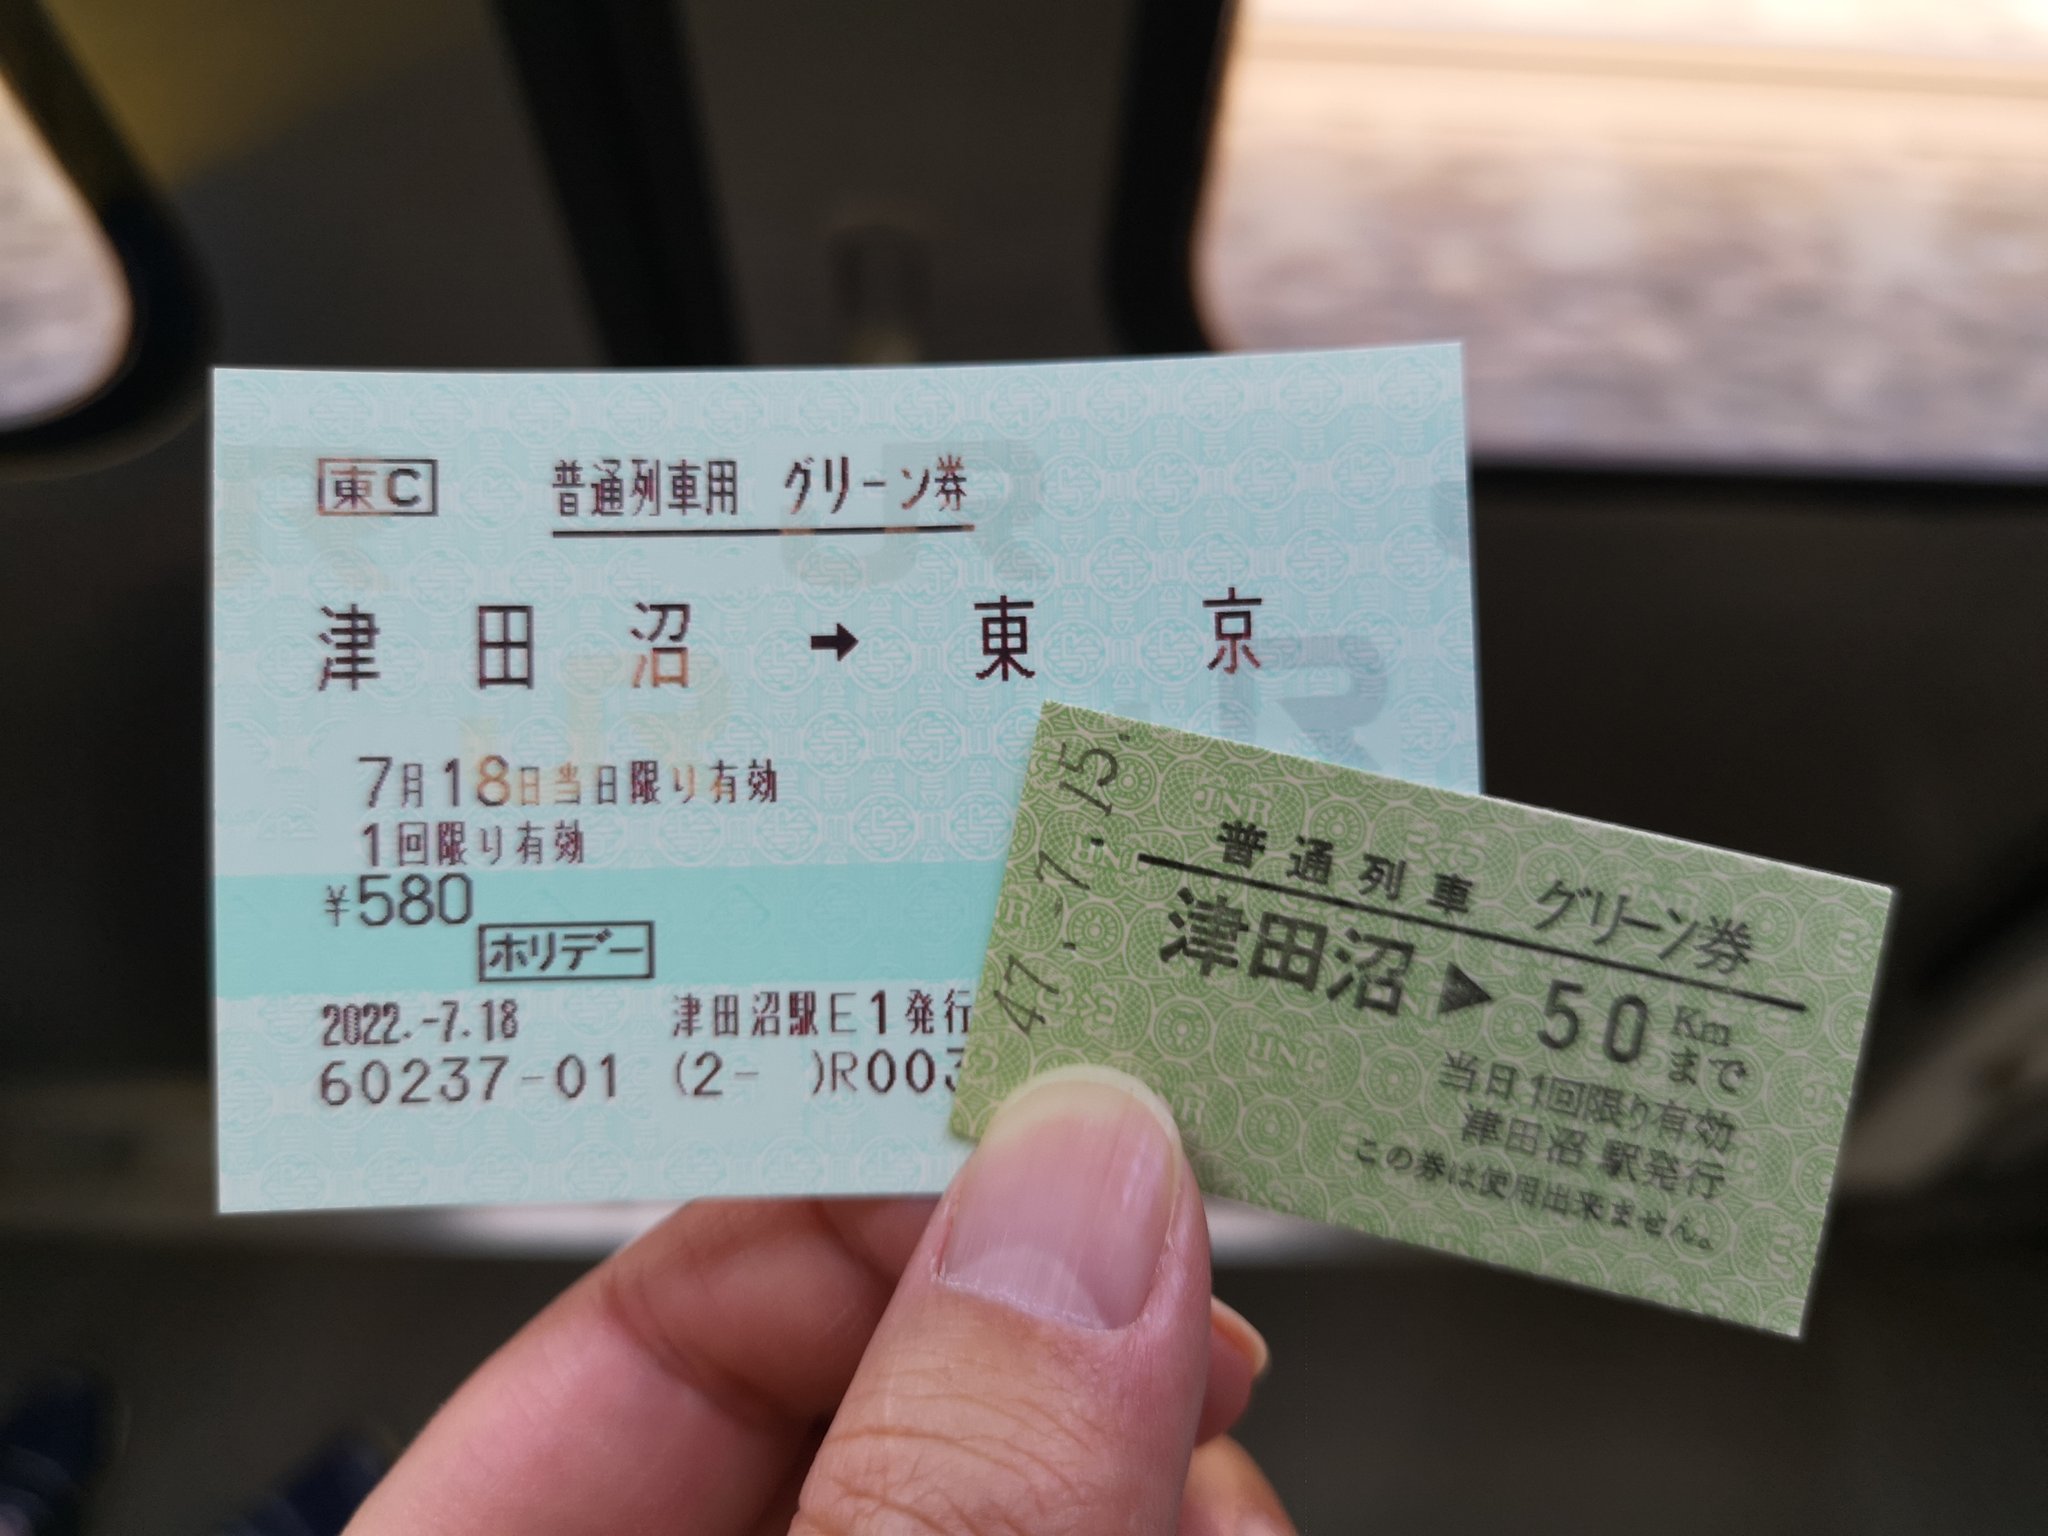 東C 普通列車用 グリーン券
津田沼 → 東京
7月18日当日限り有効
1回限り有効
¥580
ホリデー
2022.-7.18 津田沼駅E1発行
60237-01 (2- )R003
47.-7.15.
普通列車 グリーン券
津田沼 ▶ 50Kmまで
当日1回限り有効
津田沼駅発行
この券は使用出来ません。